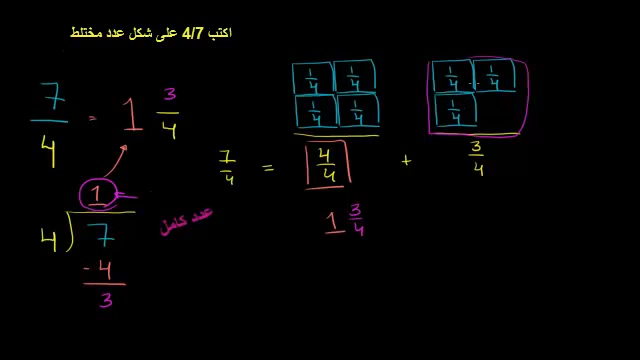 اكتب 4/7 على شكل عدد مختلط
7/4 = 1 3/4
1
4) 7
- 4
3
عدد كامل
1/4 1/4 1/4 1/4
1/4 1/4 1/4
7/4 = 4/4 + 3/4
1 3/4